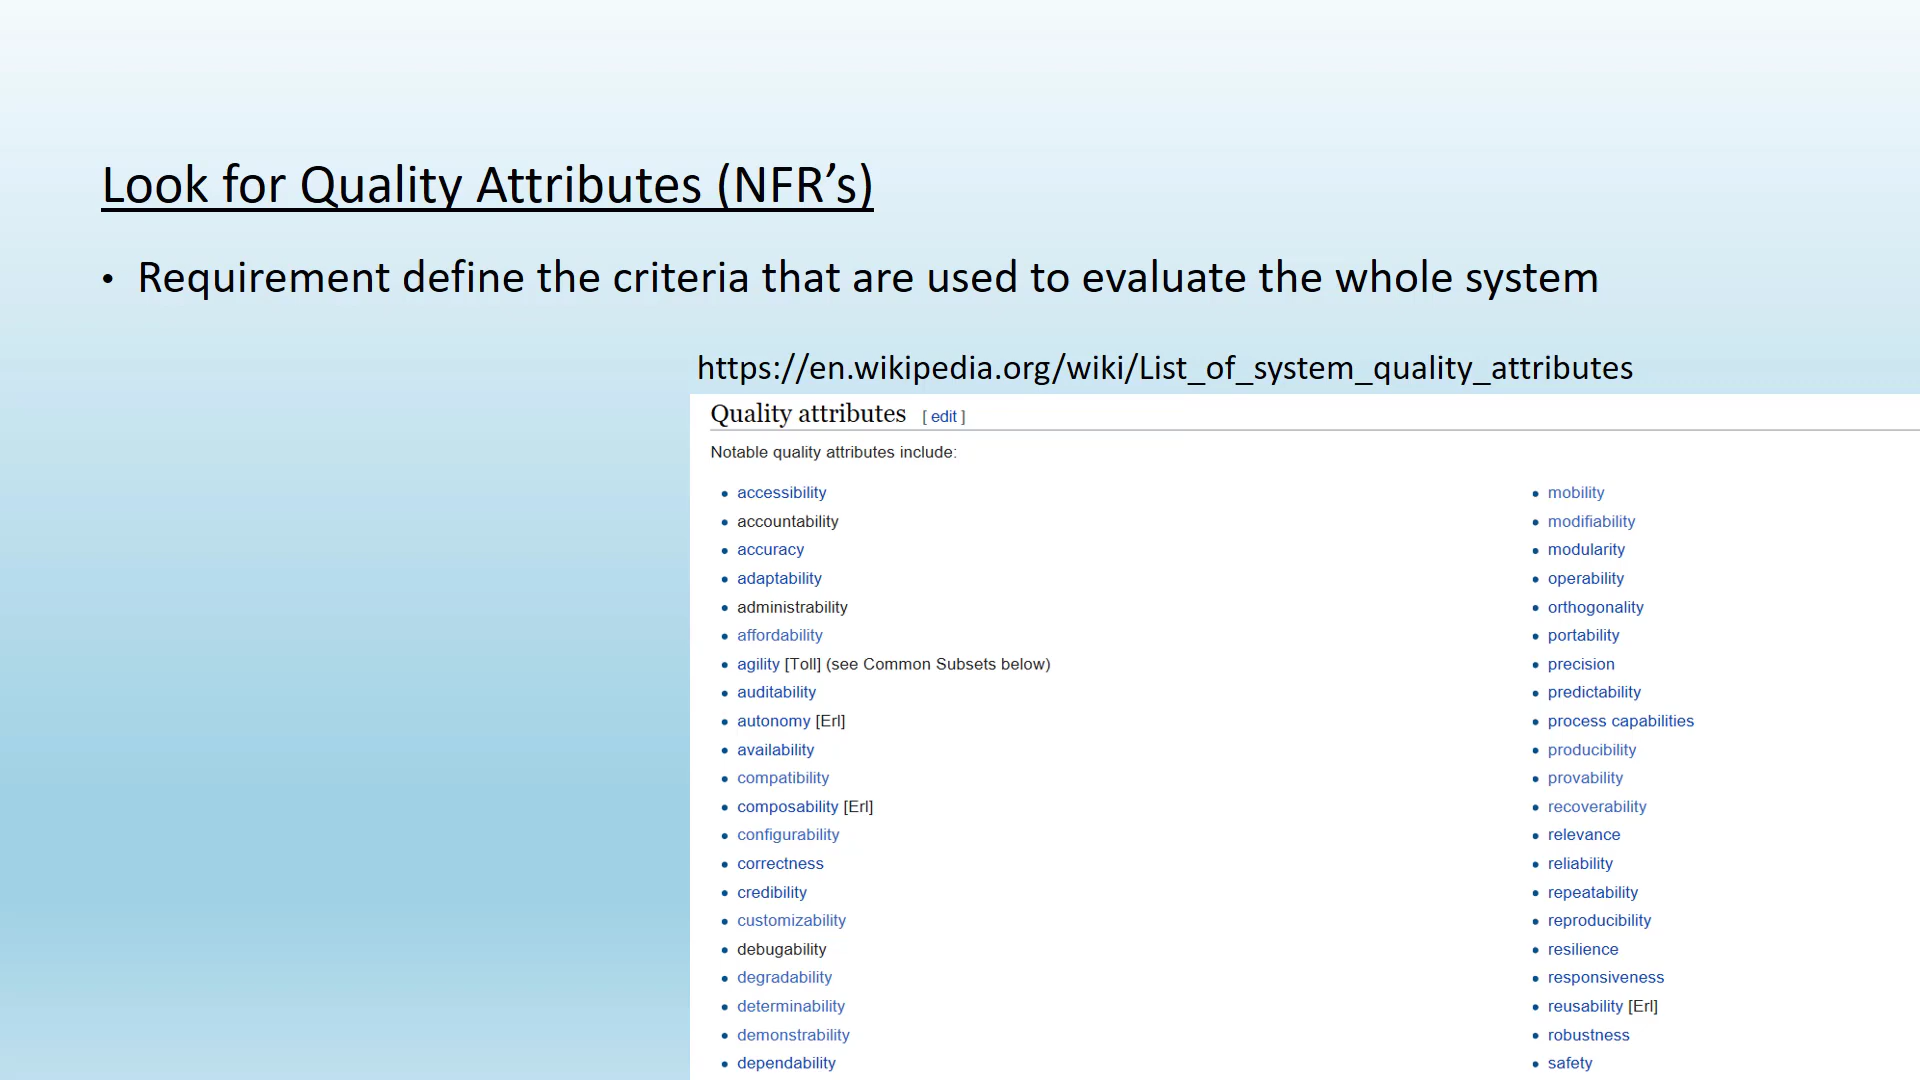 Look for Quality Attributes (NFR’s)
• Requirement define the criteria that are used to evaluate the whole system
https://en.wikipedia.org/wiki/List_of_system_quality_attributes
Quality attributes [ edit ]
Notable quality attributes include:
• accessibility
• accountability
• accuracy
• adaptability
• administrability
• affordability
• agility [Toll] (see Common Subsets below)
• auditability
• autonomy [Erl]
• availability
• compatibility
• composability [Erl]
• configurability
• correctness
• credibility
• customizability
• debugability
• degradability
• determinability
• demonstrability
• dependability
• mobility
• modifiability
• modularity
• operability
• orthogonality
• portability
• precision
• predictability
• process capabilities
• producibility
• provability
• recoverability
• relevance
• reliability
• repeatability
• reproducibility
• resilience
• responsiveness
• reusability [Erl]
• robustness
• safety